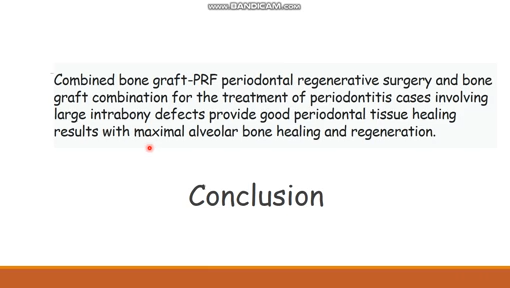 www.BANDICAM.com
Combined bone graft-PRF periodontal regenerative surgery and bone
graft combination for the treatment of periodontitis cases involving
large intrabony defects provide good periodontal tissue healing
results with maximal alveolar bone healing and regeneration.
Conclusion